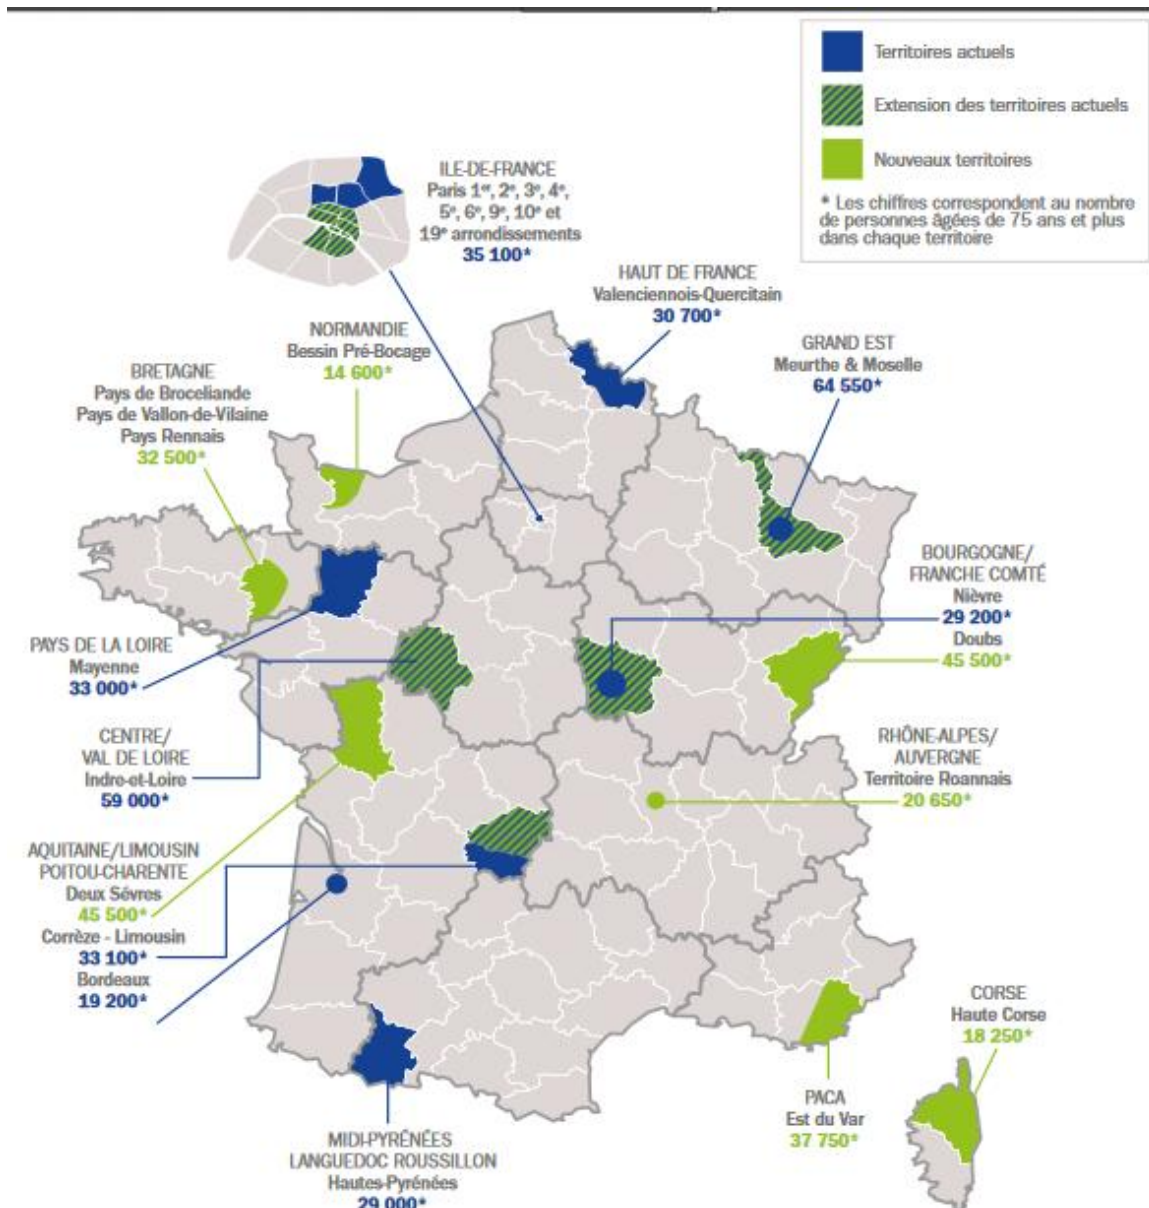 Territoires actuels
Extension des territoires actuels
Nouveaux territoires
* Les chiffres correspondent au nombre
de personnes âgées de 75 ans et plus
dans chaque territoire
ILE-DE-FRANCE
Paris 1er, 2e, 3e, 4e,
5e, 6e, 9e, 10e et
19e arrondissements
35 100*
HAUT DE FRANCE
Valenciennois-Quercitain
30 700*
NORMANDIE
Bessin Pré-Bocage
14 600*
GRAND EST
Meurthe & Moselle
64 550*
BRETAGNE
Pays de Broceliande
Pays de Vallon-de-Vilaine
Pays Rennais
32 500*
BOURGOGNE/
FRANCHE COMTÉ
Nièvre
29 200*
Doubs
45 500*
PAYS DE LA LOIRE
Mayenne
33 000*
CENTRE/
VAL DE LOIRE
Indre-et-Loire
59 000*
RHÔNE-ALPES/
AUVERGNE
Territoire Roannais
20 650*
AQUITAINE/LIMOUSIN
POITOU-CHARENTE
Deux Sévres
45 500*
Corrèze - Limousin
33 100*
Bordeaux
19 200*
CORSE
Haute Corse
18 250*
PACA
Est du Var
37 750*
MIDI-PYRÉNÉES
LANGUEDOC ROUSSILLON
Hautes-Pyrénées
29 000*